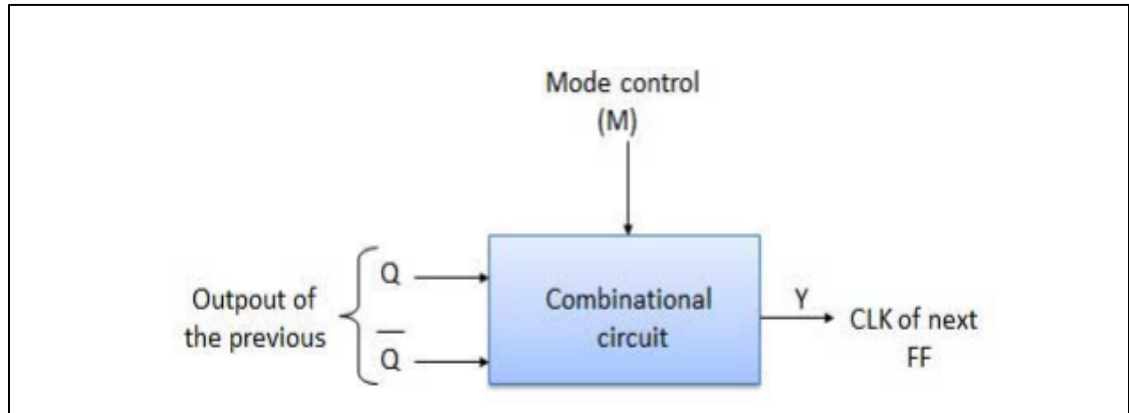 Mode control
(M)
Q
Outpout of
the previous
Q̅
Combinational
circuit
Y
CLK of next
FF